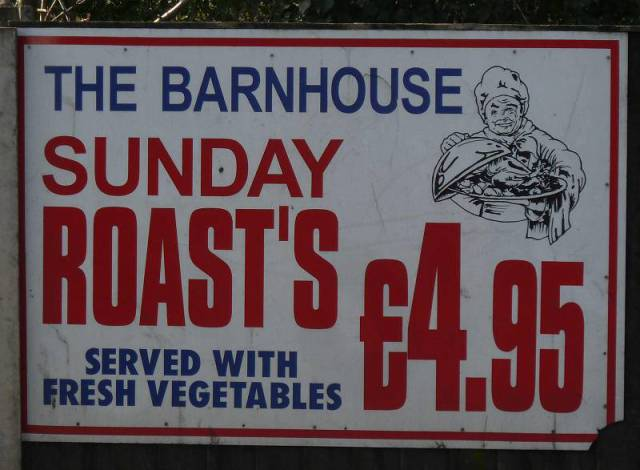 THE BARNHOUSE
SUNDAY
ROAST'S
£4.95
SERVED WITH
FRESH VEGETABLES